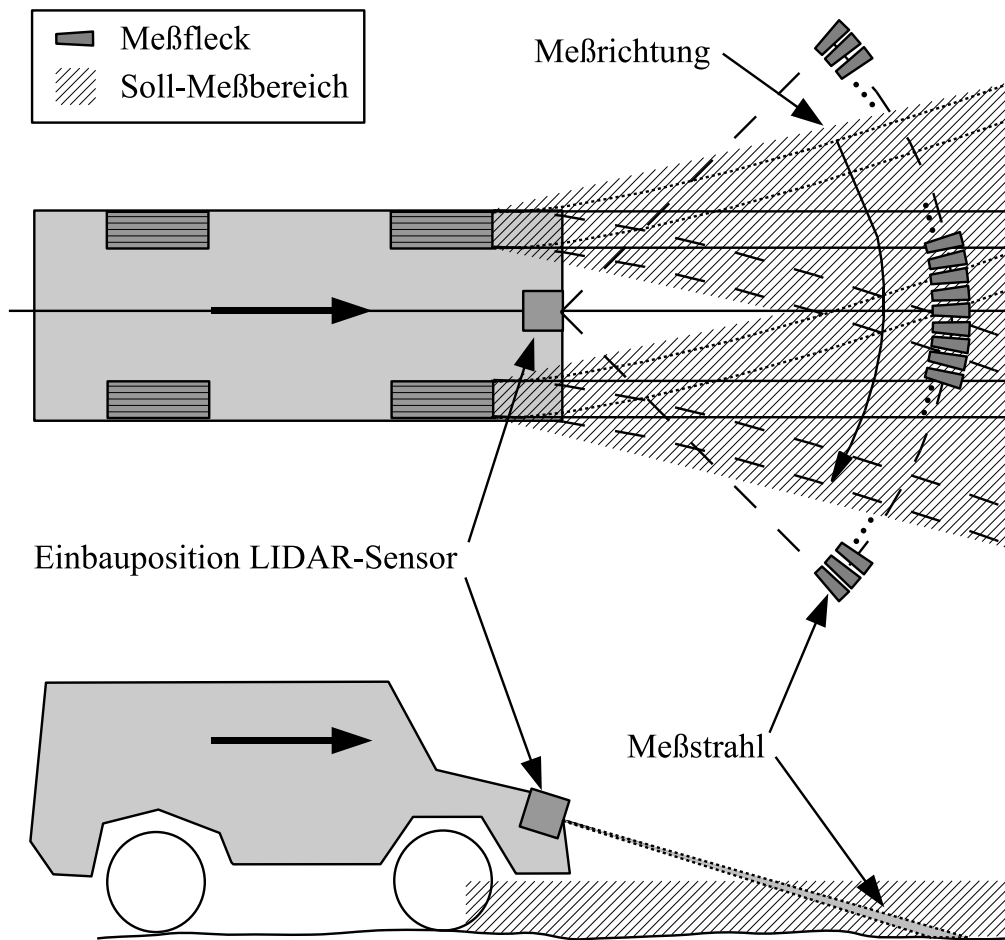 Meßfleck
Soll-Meßbereich
Meßrichtung
Einbauposition LIDAR-Sensor
Meßstrahl